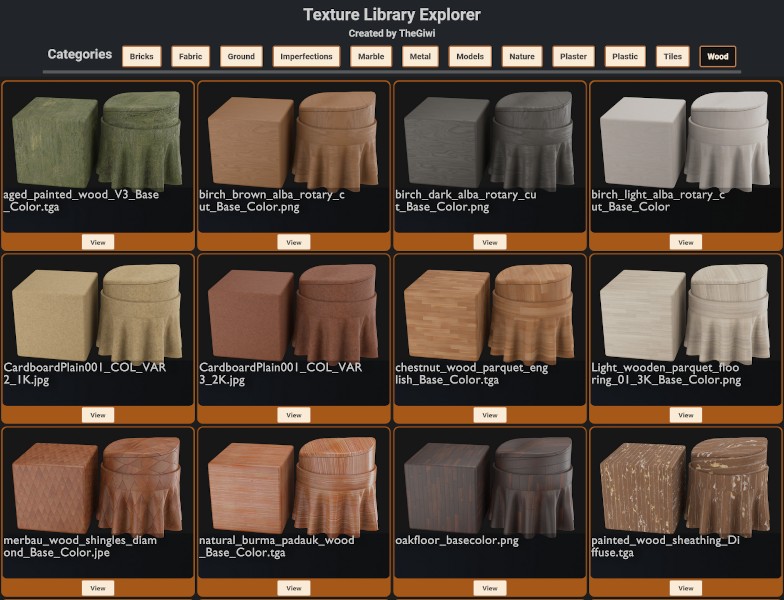 Texture Library Explorer
Created by TheGiwi
Categories Bricks Fabric Ground Imperfections Marble Metal Models Nature Plaster Plastic Tiles Wood
aged_painted_wood_V3_Base
_Color.tga
birch_brown_alba_rotary_c
ut_Base_Color.png
birch_dark_alba_rotary_cu
t_Base_Color.png
birch_light_alba_rotary_c
ut_Base_Color
View View View View
CardboardPlain001_COL_VAR
2_1K.jpg
CardboardPlain001_COL_VAR
3_2K.jpg
chestnut_wood_parquet_eng
lish_Base_Color.tga
Light_wooden_parquet_floo
ring_01_3K_Base_Color.png
View View View View
merbau_wood_shingles_diam
ond_Base_Color.jpe
natural_burma_padauk_wood
_Base_Color.tga
oakfloor_basecolor.png
painted_wood_sheathing_Di
ffuse.tga
View View View View